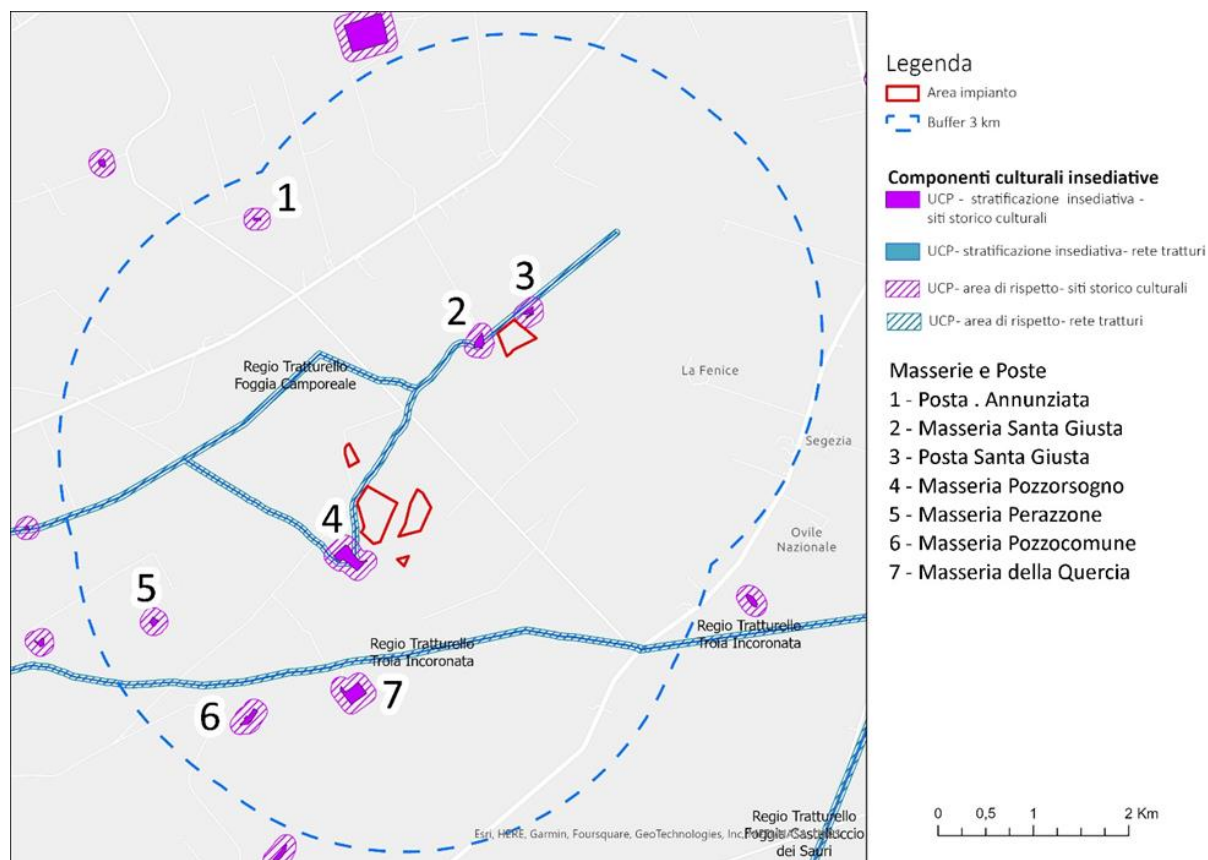 1
3
2
Regio Tratturello
Foggia Camporeale
La Fenice
Segezia
4
Ovile
Nazionale
5
Regio Tratturello
Troia Incoronata
Regio Tratturello
Troia Incoronata
6
7
Regio Tratturello
Foggia Castelluccio
dei Sauri
Esri, HERE, Garmin, Foursquare, GeoTechnologies, Inc,
Legenda
Area impianto
Buffer 3 km
Componenti culturali insediative
UCP - stratificazione insediativa -
siti storico culturali
UCP- stratificazione insediativa- rete tratturi
UCP- area di rispetto- siti storico culturali
UCP- area di rispetto- rete tratturi
Masserie e Poste
1 - Posta . Annunziata
2 - Masseria Santa Giusta
3 - Posta Santa Giusta
4 - Masseria Pozzorsogno
5 - Masseria Perazzone
6 - Masseria Pozzocomune
7 - Masseria della Quercia
0 0,5 1 2 Km